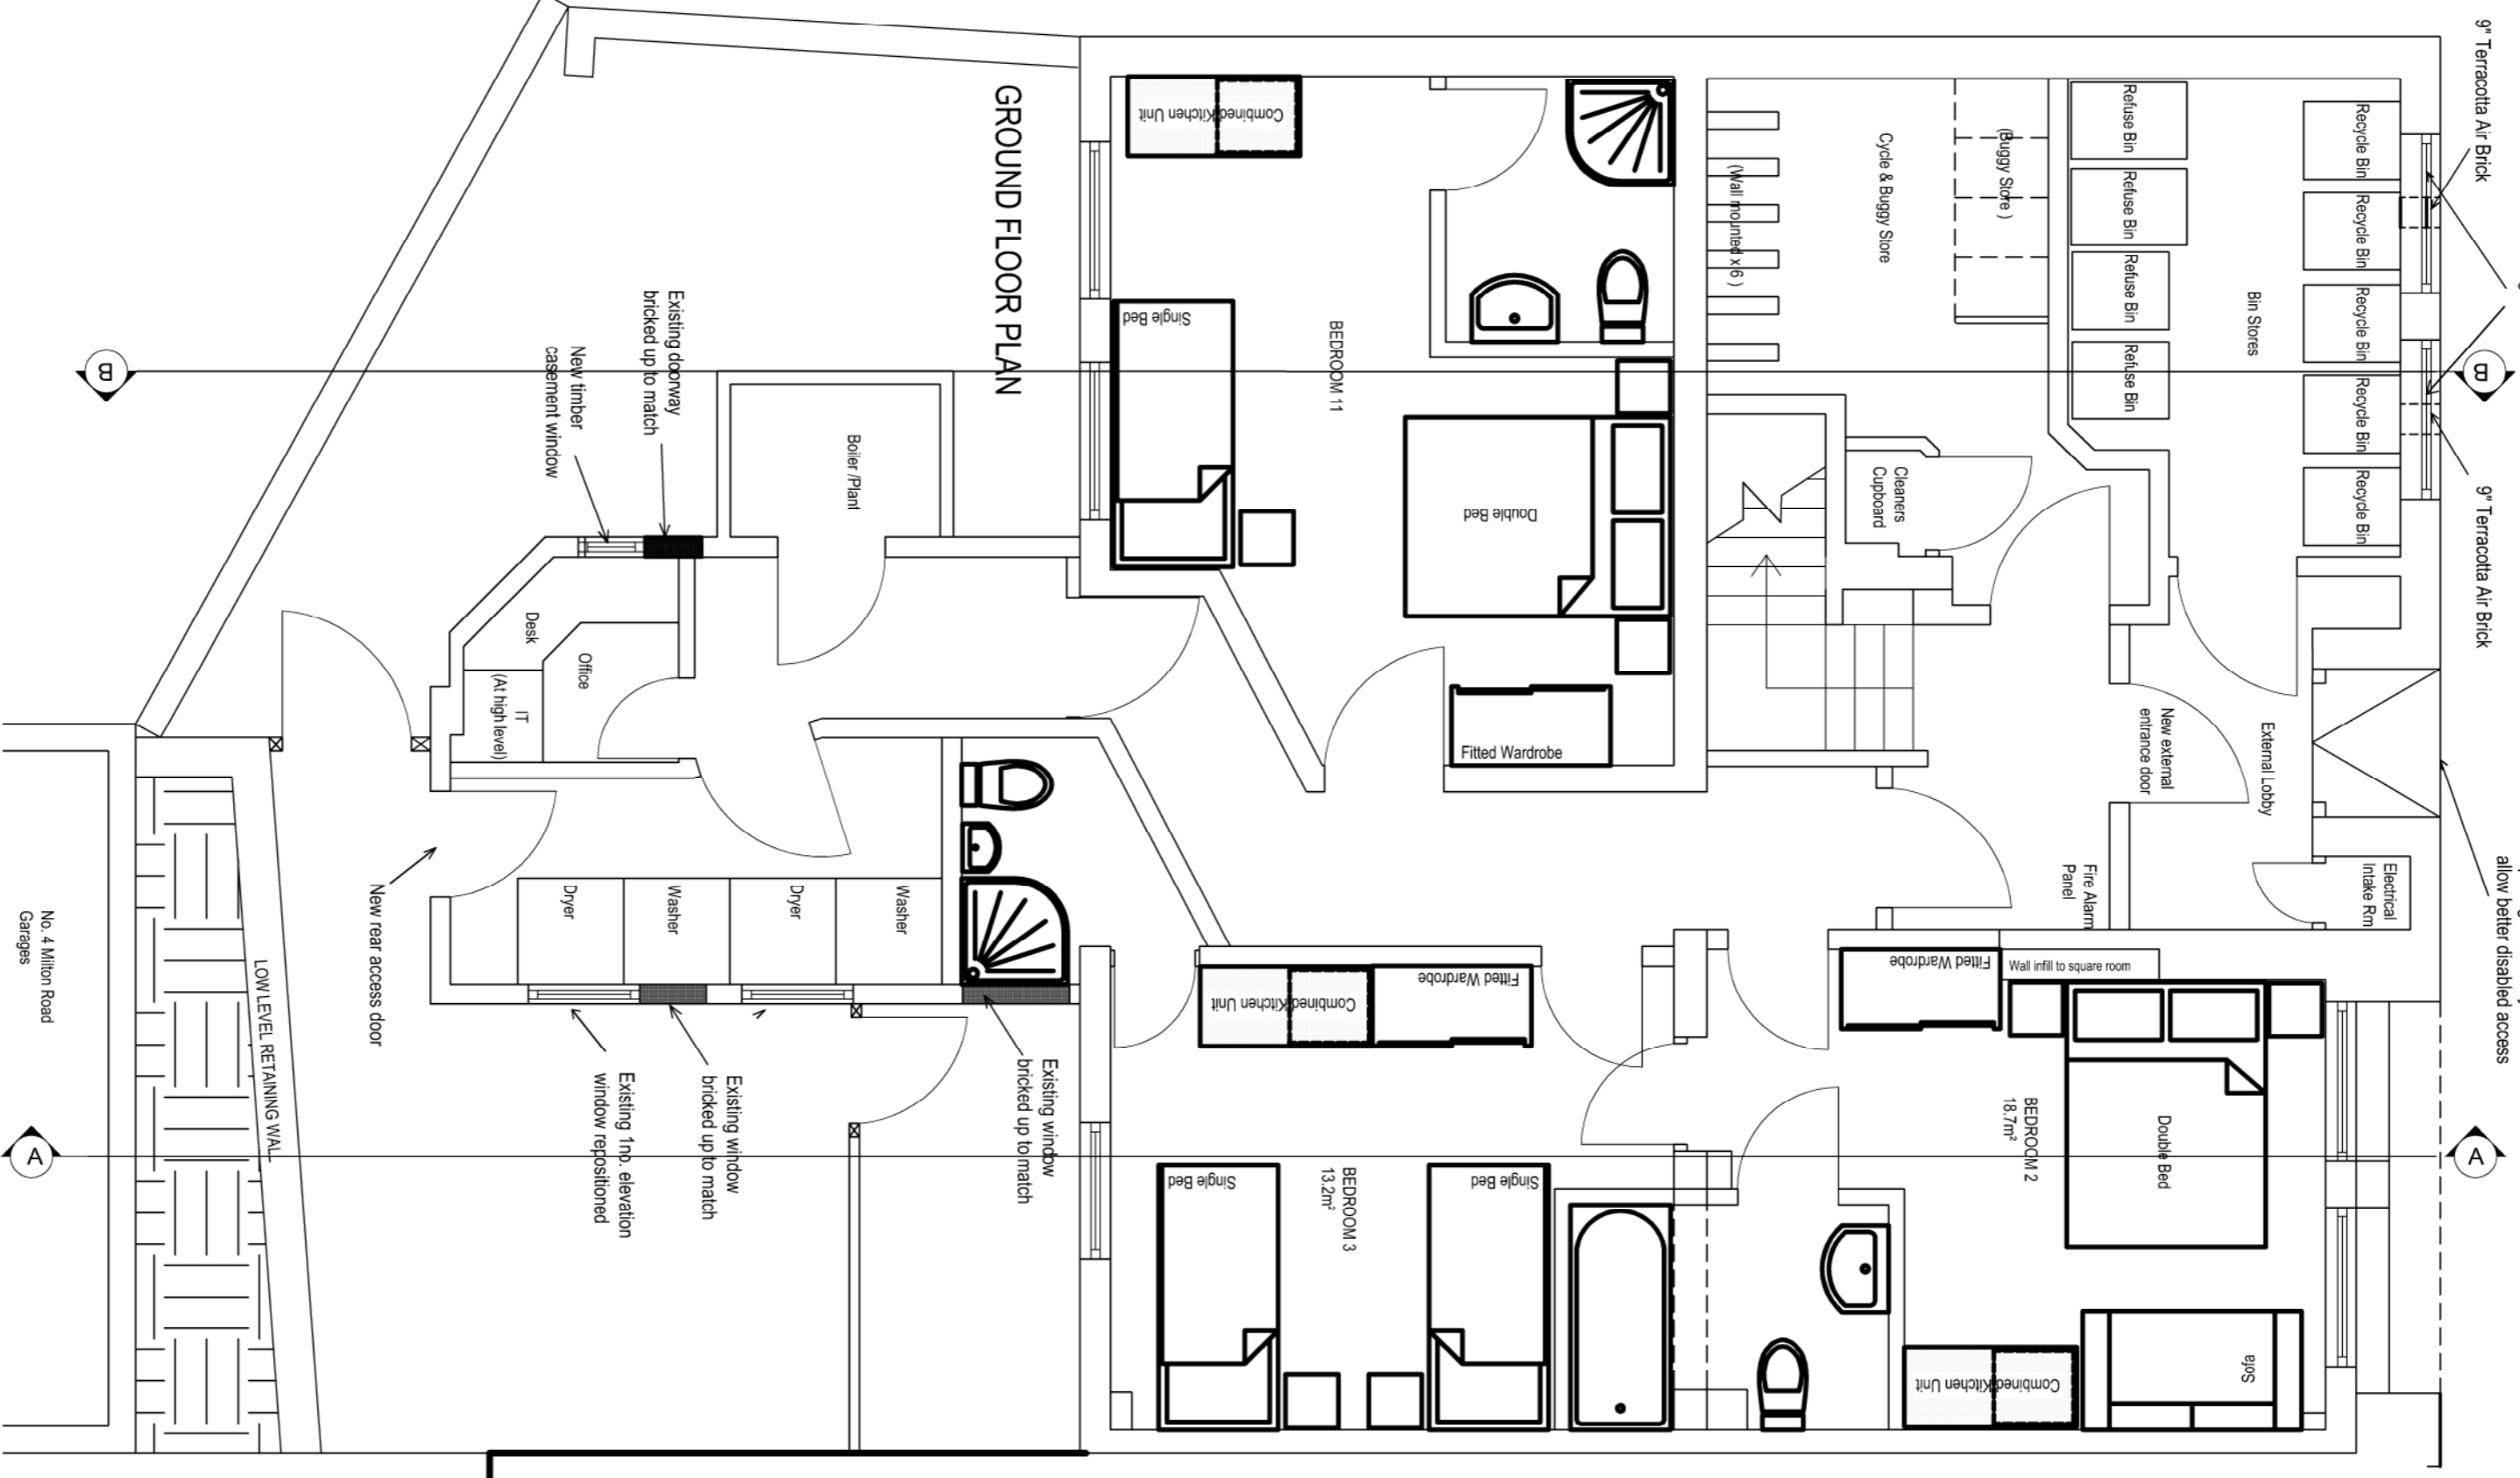 GROUND FLOOR PLAN
9" Terracotta Air Brick
9" Terracotta Air Brick
allow better disabled access
Recycle Bin
Recycle Bin
Recycle Bin
Recycle Bin
Recycle Bin
Bin Stores
Refuse Bin
Refuse Bin
Refuse Bin
Refuse Bin
(Buggy Store )
Cycle & Buggy Store
(Wall mounted x 6 )
Cleaners
Cupboard
External Lobby
New external
entrance door
Electrical
Intake Rm
Fire Alarm
Panel
Combined Kitchen
Unit
BEDROOM 11
Single Bed
Double Bed
Fitted Wardrobe
B
B
Existing doorway
bricked up to match
New timber
casement window
Boiler /Plant
Desk
Office
IT
(At high level)
Dryer
Washer
Dryer
Washer
New rear access door
No. 4 Milton Road
Garages
LOW LEVEL RETAINING WAL
Existing 1no. elevation
window repositioned
Existing window
bricked up to match
Existing window
bricked up to match
Combined Kitchen
Unit
Fitted Wardrobe
BEDROOM 3
13.2m²
Single Bed
Single Bed
Fitted Wardrobe
Wall infill to square room
BEDROOM 2
18.7m²
Double Bed
Combined Kitchen
Unit
Sofa
A
A